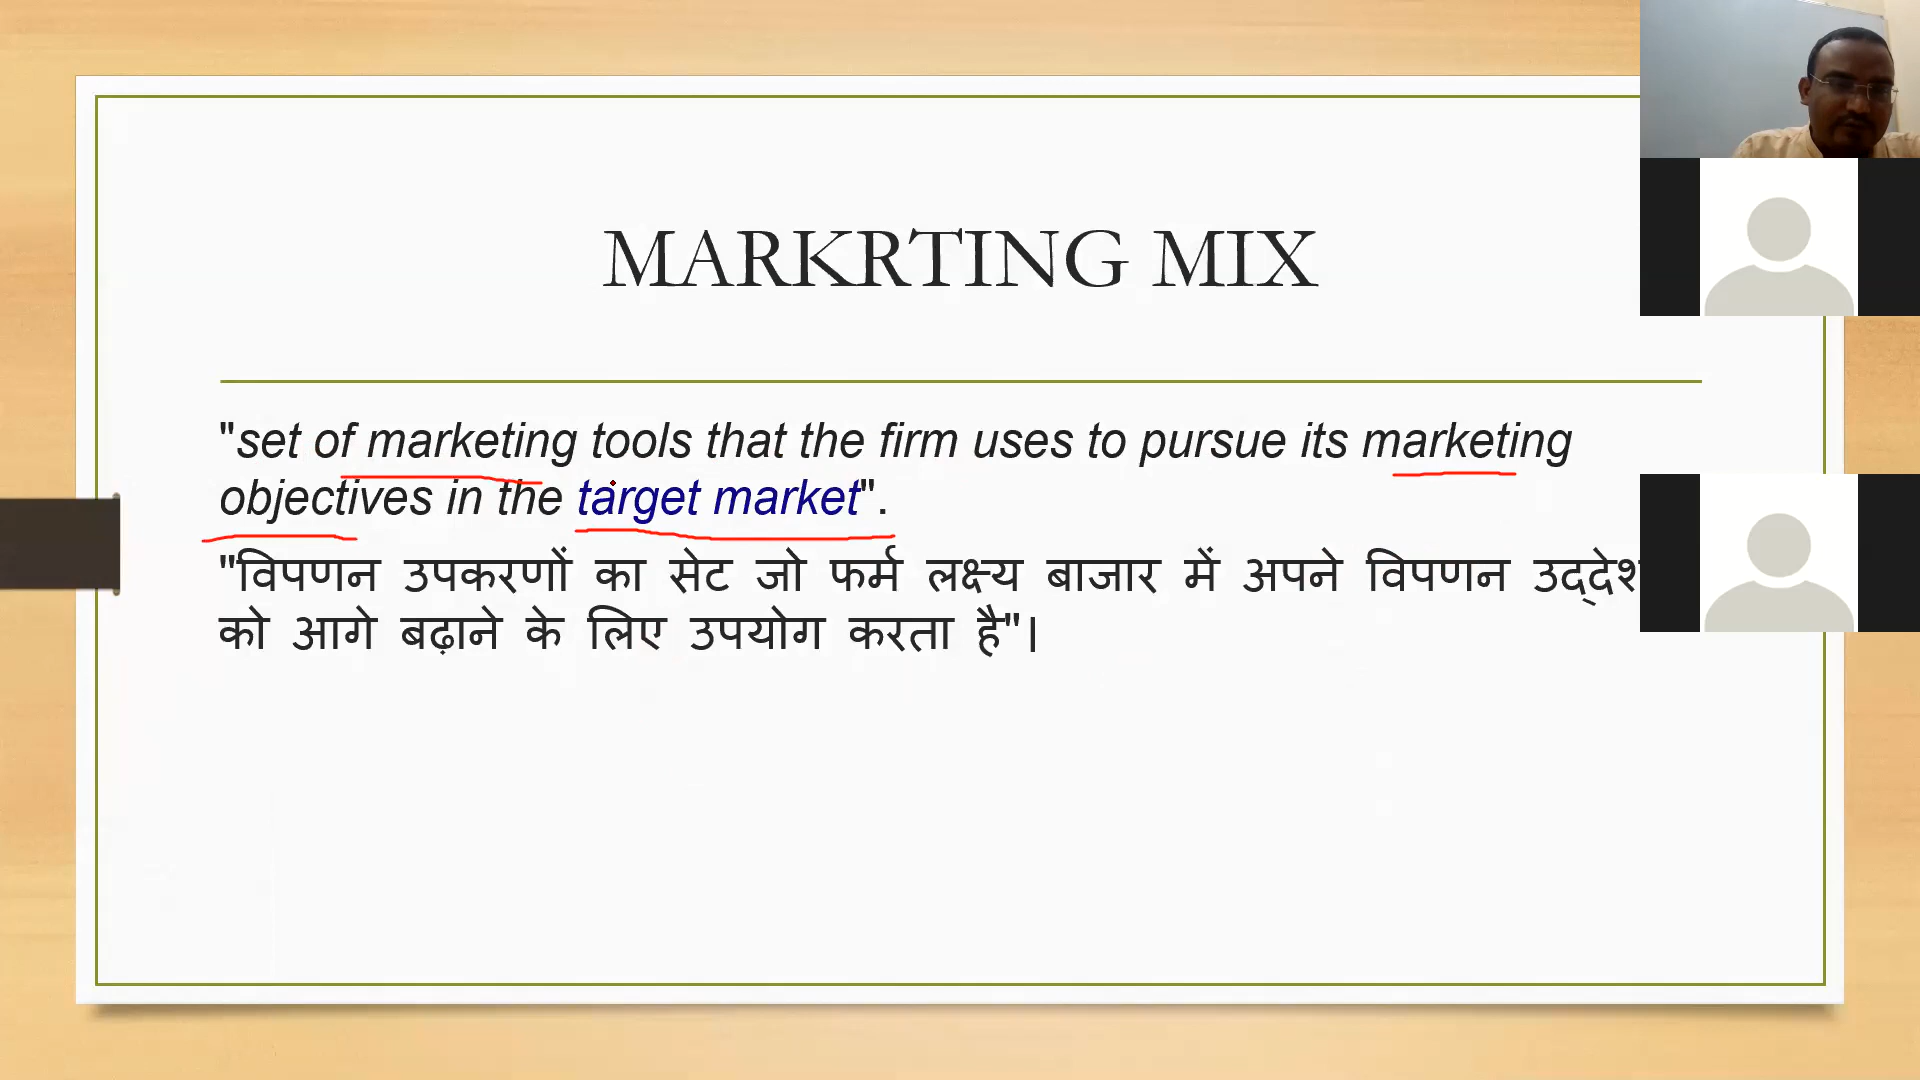 MARKRTING MIX
"set of marketing tools that the firm uses to pursue its marketing
objectives in the target market".
"विपणन उपकरणों का सेट जो फर्म लक्ष्य बाजार में अपने विपणन
को आगे बढ़ाने के लिए उपयोग करता है"।